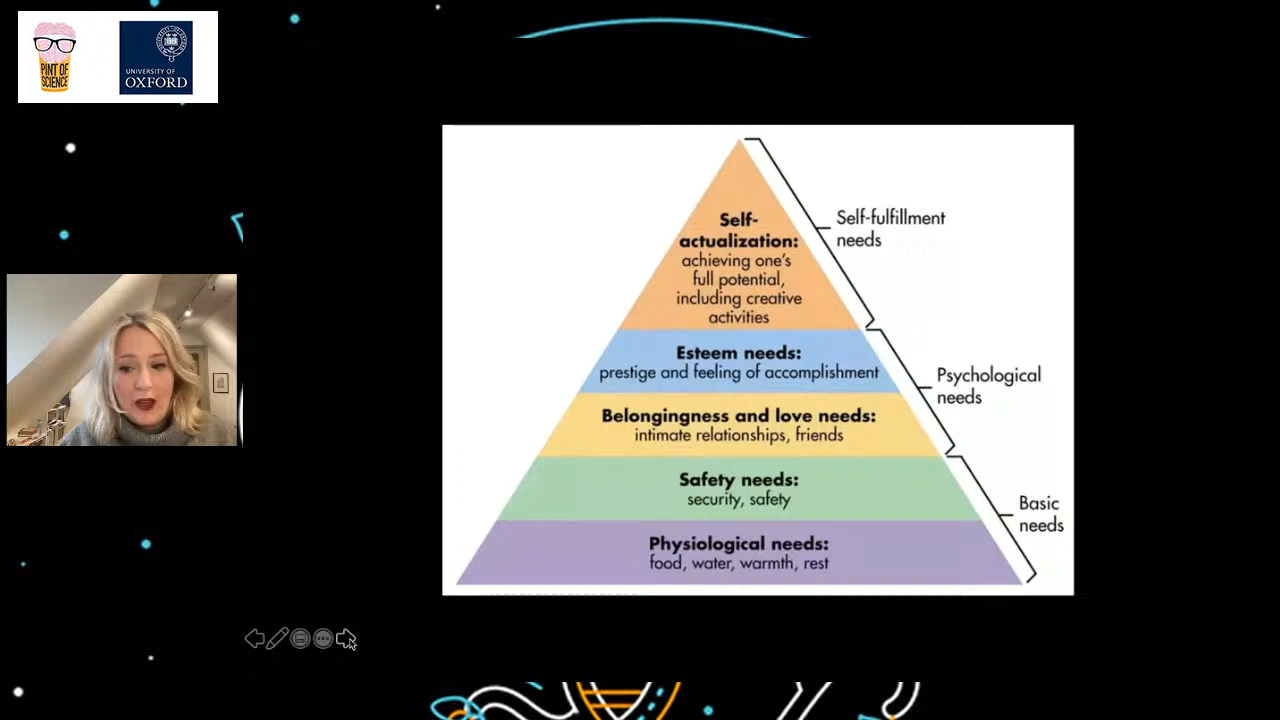 PINT OF
SCIENCE
UNIVERSITY OF
OXFORD
Self-
actualization:
achieving one's
full potential,
including creative
activities
Self-fulfillment
needs
Esteem needs:
prestige and feeling of accomplishment
Psychological
needs
Belongingness and love needs:
intimate relationships, friends
Safety needs:
security, safety
Basic
needs
Physiological needs:
food, water, warmth, rest